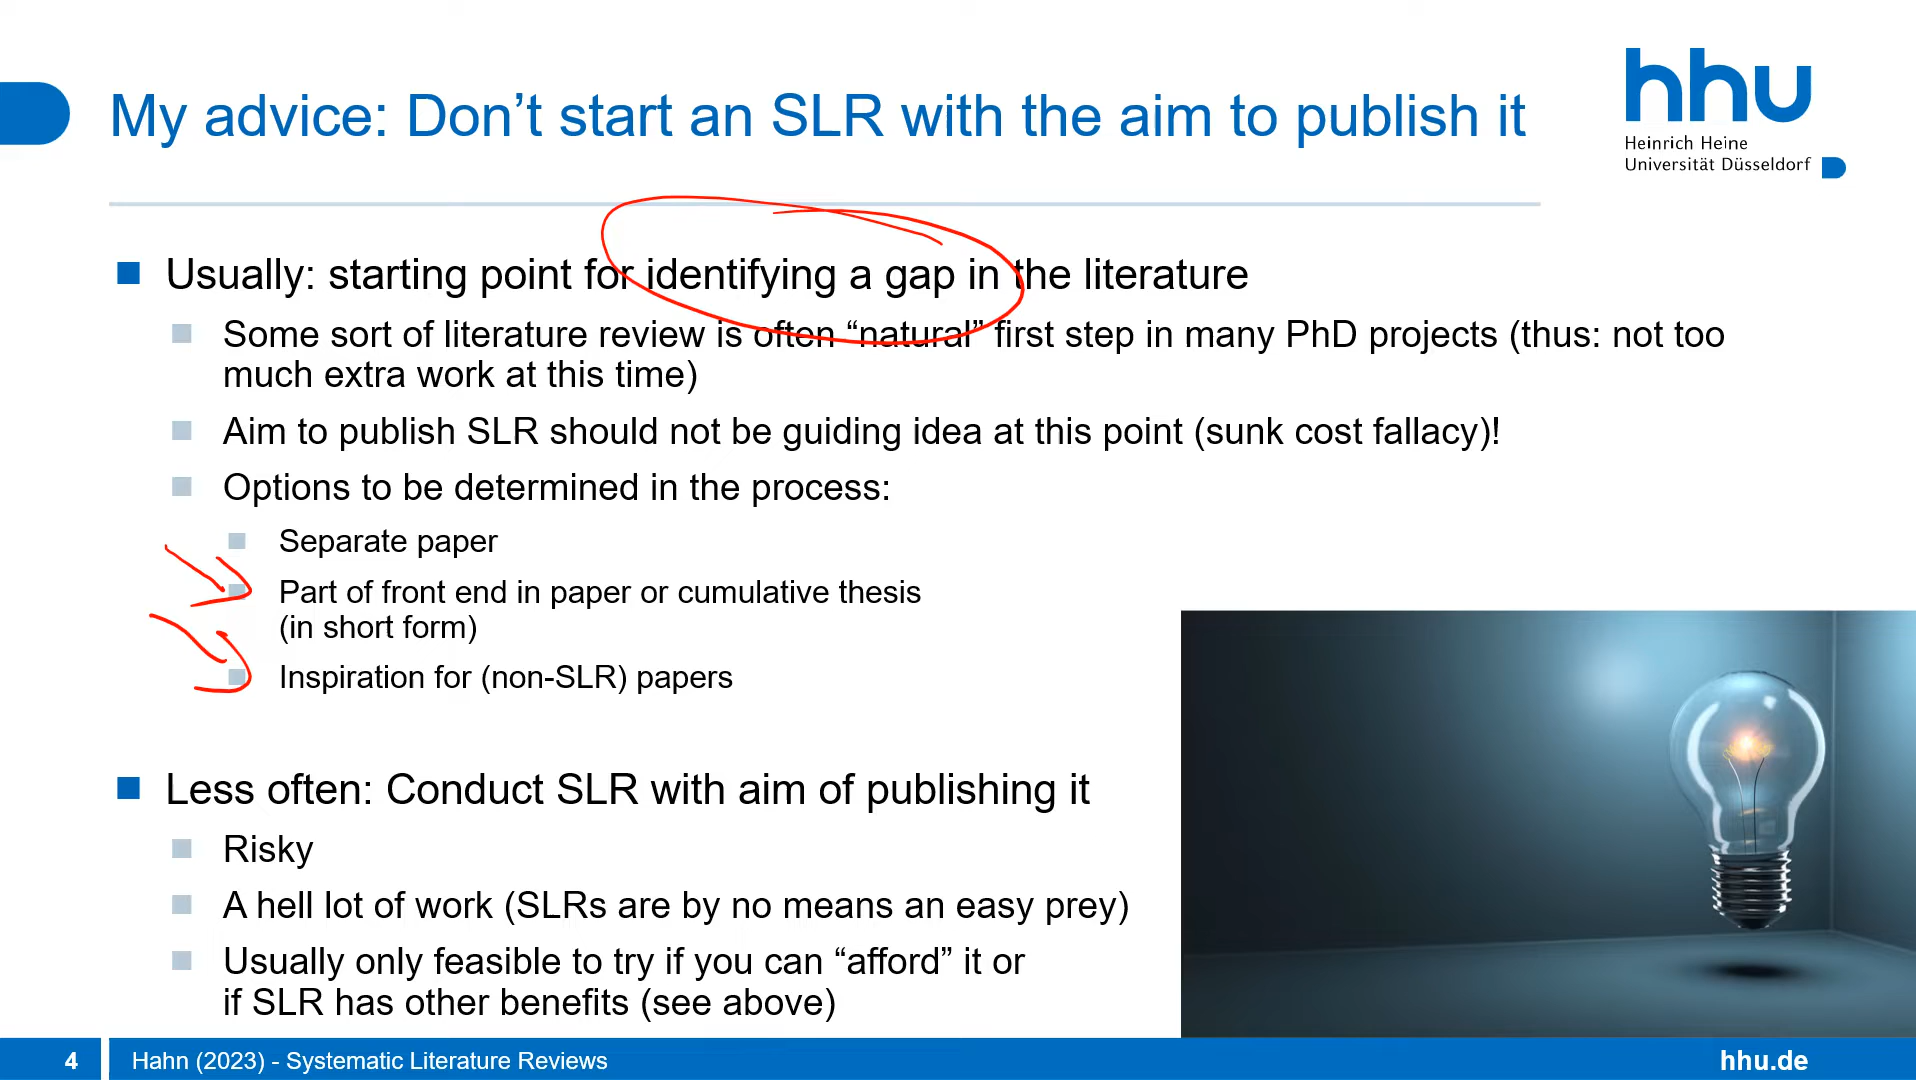 My advice: Don’t start an SLR with the aim to publish it
hhu
Heinrich Heine
Universität Düsseldorf
Usually: starting point for identifying a gap in the literature
Some sort of literature review is often “natural” first step in many PhD projects (thus: not too
much extra work at this time)
Aim to publish SLR should not be guiding idea at this point (sunk cost fallacy)!
Options to be determined in the process:
Separate paper
Part of front end in paper or cumulative thesis
(in short form)
Inspiration for (non-SLR) papers
Less often: Conduct SLR with aim of publishing it
Risky
A hell lot of work (SLRs are by no means an easy prey)
Usually only feasible to try if you can “afford” it or
if SLR has other benefits (see above)
4
Hahn (2023) - Systematic Literature Reviews
hhu.de